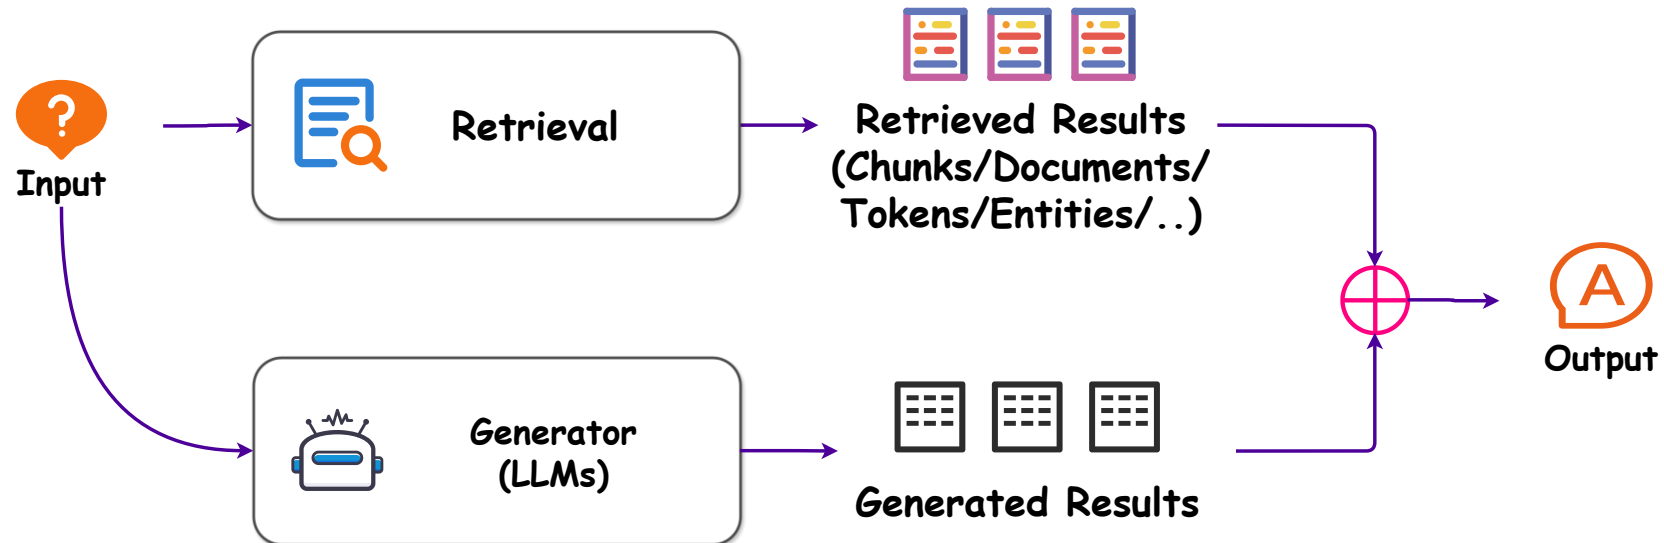 ?
Input
Retrieval
Retrieved Results
(Chunks/Documents/
Tokens/Entities/..)
A
Output
Generator
(LLMs)
Generated Results